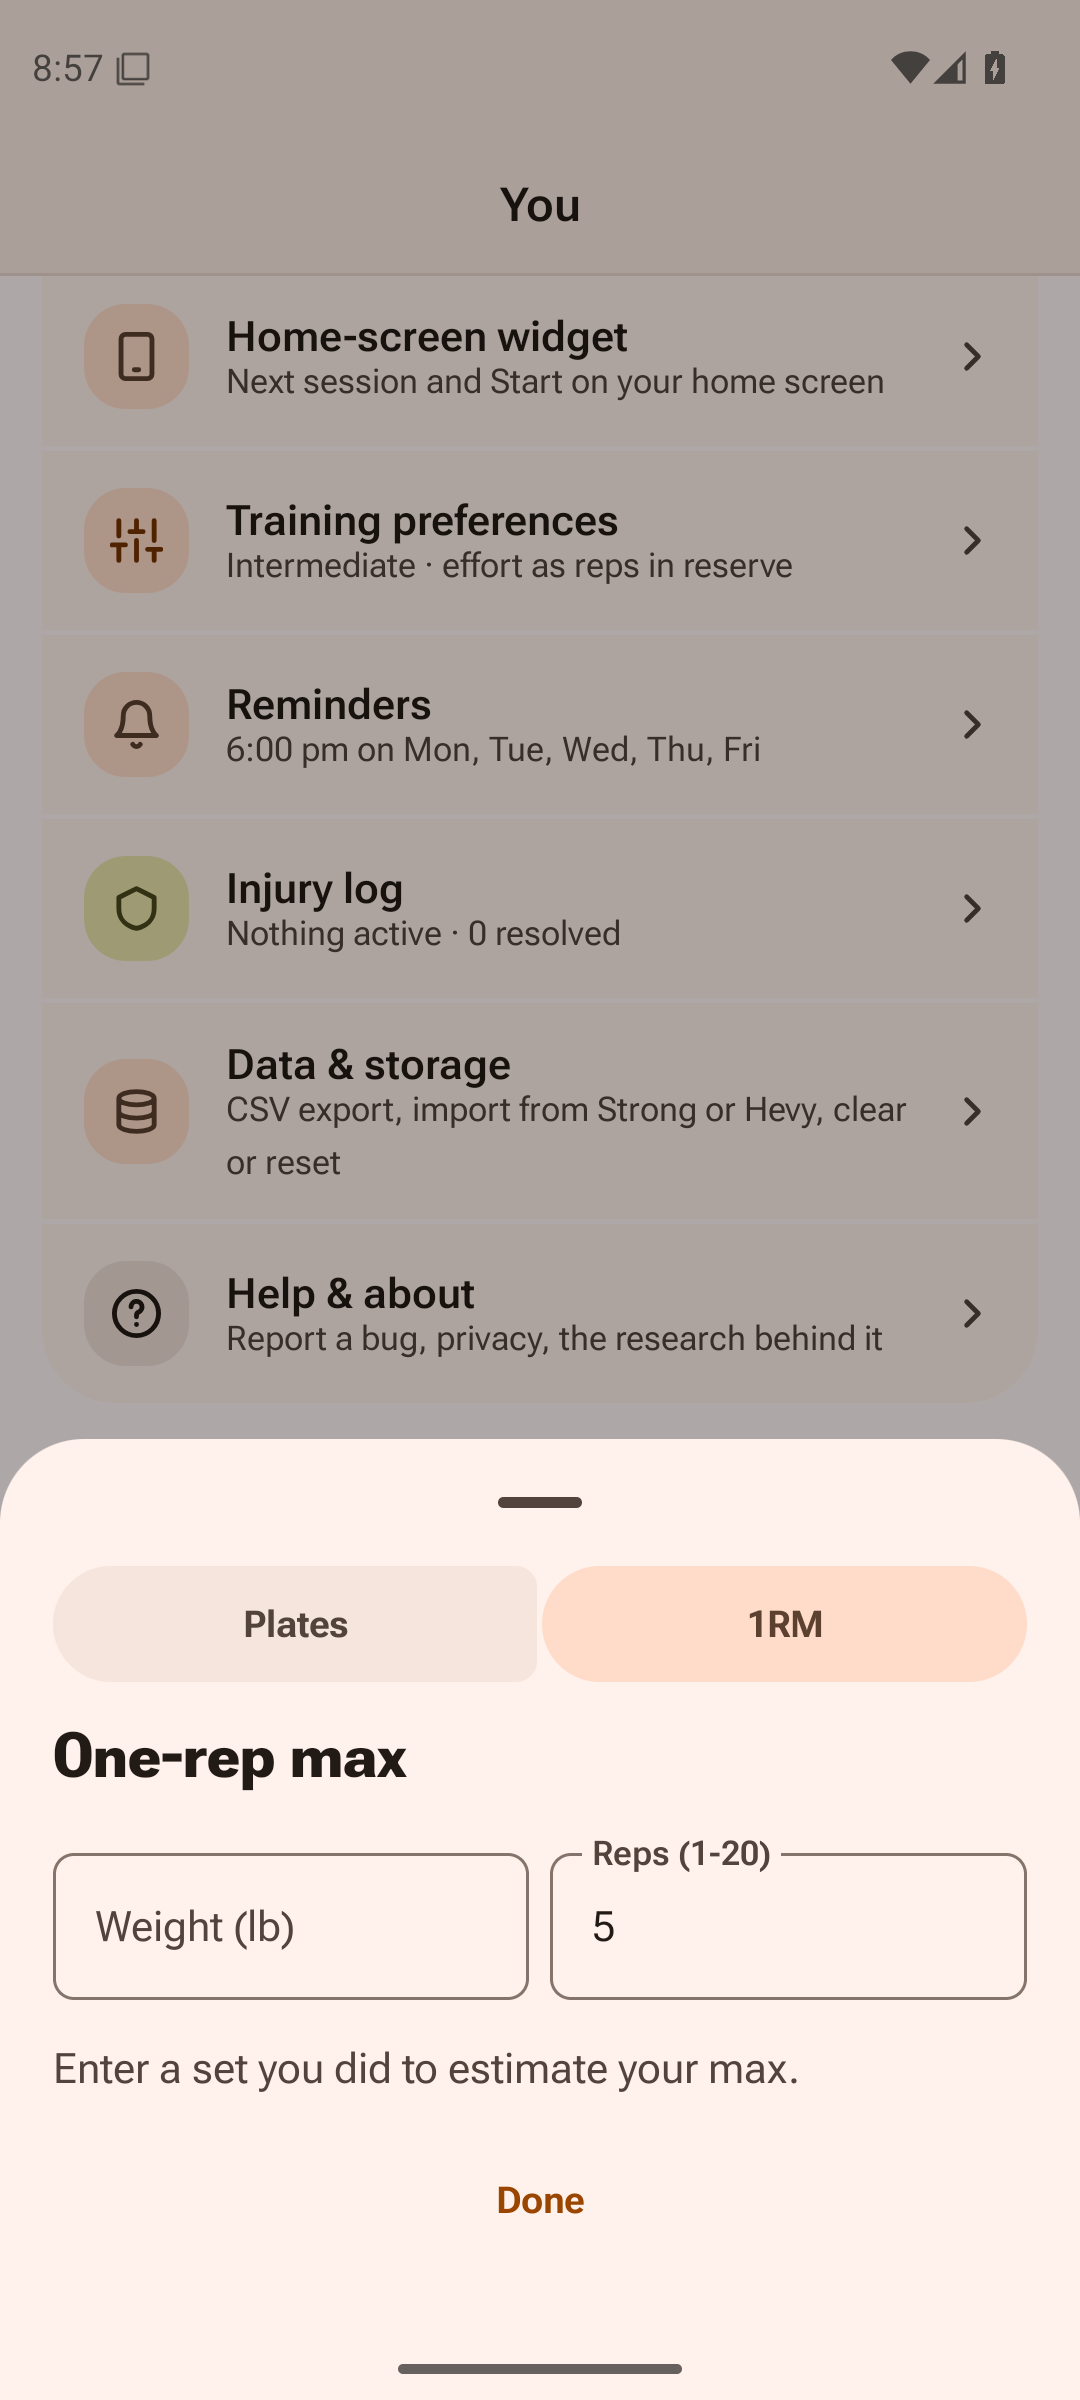 8:57
You
Home-screen widget
Next session and Start on your home screen
Training preferences
Intermediate · effort as reps in reserve
Reminders
6:00 pm on Mon, Tue, Wed, Thu, Fri
Injury log
Nothing active · 0 resolved
Data & storage
CSV export, import from Strong or Hevy, clear
or reset
Help & about
Report a bug, privacy, the research behind it
Plates
1RM
One-rep max
Weight (lb)
Reps (1-20)
5
Enter a set you did to estimate your max.
Done